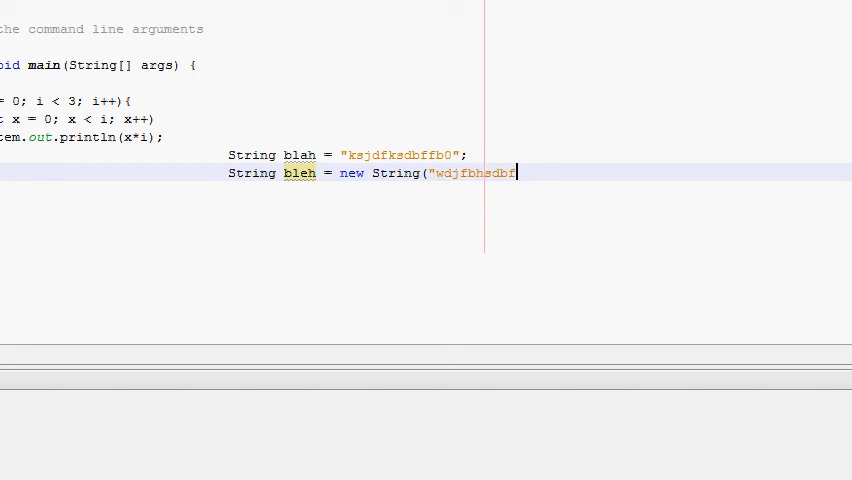 the command line arguments
oid main(String[] args) {
= 0; i < 3; i++){
t x = 0; x < i; x++)
tem.out.println(x*i);
String blah = "ksjdfksdbffb0";
String bleh = new String("wdjfbhsdbf